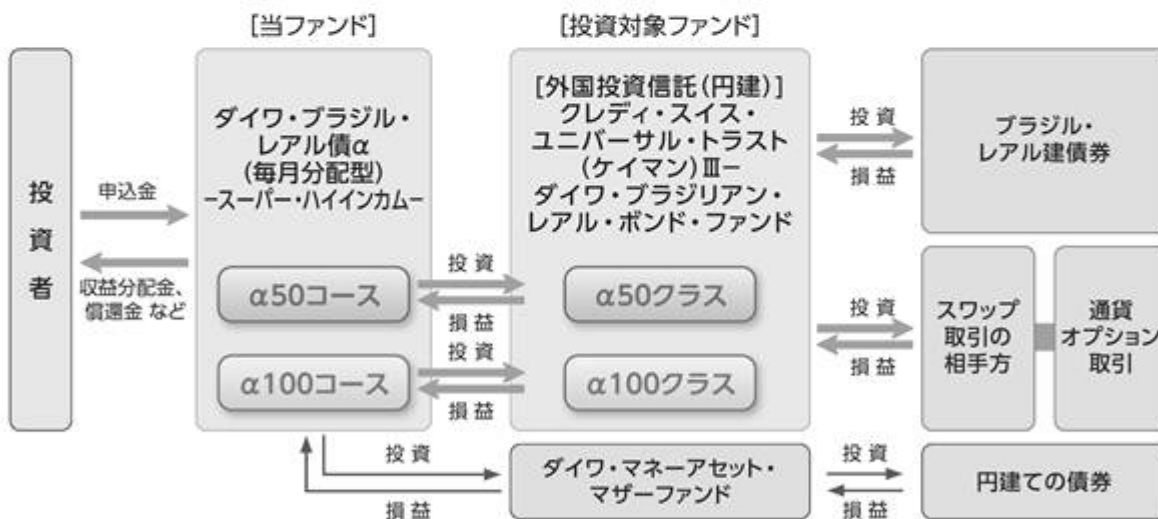 [当ファンド]
[投資対象ファンド]
投資者
申込金
収益分配金、
償還金 など
ダイワ・ブラジル・
レアル債α
(毎月分配型)
-スーパー・ハイインカム-
α50コース
α100コース
投 資
損 益
投 資
損 益
[外国投資信託(円建)]
クレディ・スイス・
ユニバーサル・トラスト
(ケイマン)Ⅲ-
ダイワ・ブラジリアン・
レアル・ボンド・ファンド
α50クラス
α100クラス
投 資
損 益
ブラジル・
レアル建債券
投 資
損 益
スワップ
取引の
相手方
通貨
オプション
取引
投 資
損 益
ダイワ・マネーアセット・
マザーファンド
投 資
損 益
円建ての債券